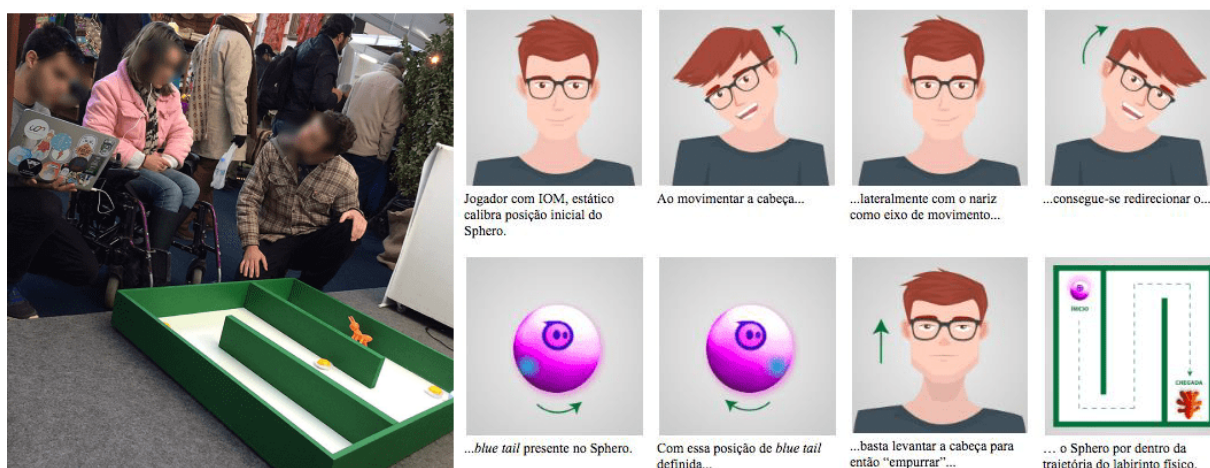 Jogador com IOM, estático
calibra posição inicial do
Sphero.
Ao movimentar a cabeça...
...lateralmente com o nariz
como eixo de movimento...
...consegue-se redirecionar o...
...blue tail presente no Sphero.
Com essa posição de blue tail
definida...
...basta levantar a cabeça para
então “empurrar”...
INICIO
CHEGADA
… o Sphero por dentro da
trajetória do labirinto físico.